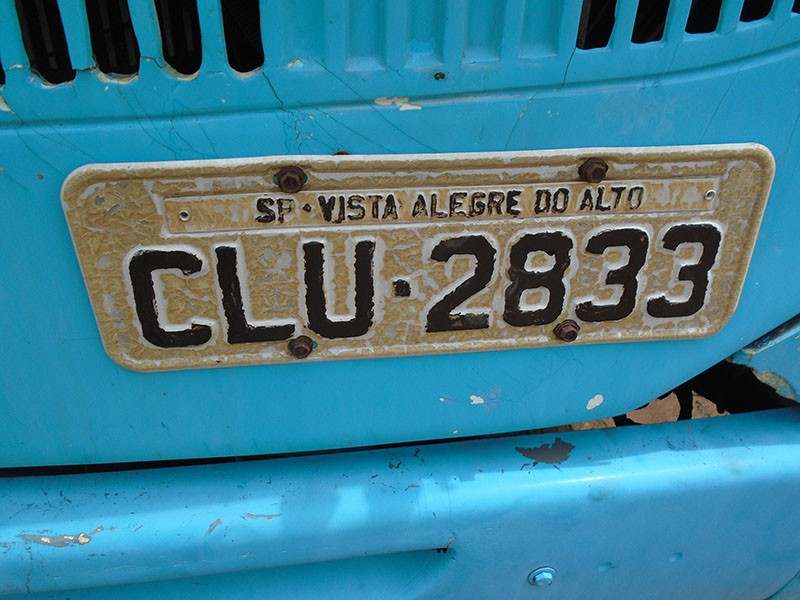 SP · VISTA ALEGRE DO ALTO
CLU·2833